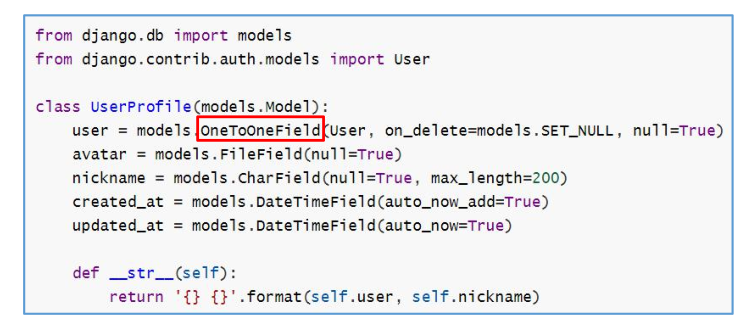 from django.db import models
from django.contrib.auth.models import User
class UserProfile(models.Model):
user = models.OneToOneField(User, on_delete=models.SET_NULL, null=True)
avatar = models.FileField(null=True)
nickname = models.CharField(null=True, max_length=200)
created_at = models.DateTimeField(auto_now_add=True)
updated_at = models.DateTimeField(auto_now=True)
def __str__(self):
return '{} {}'.format(self.user, self.nickname)